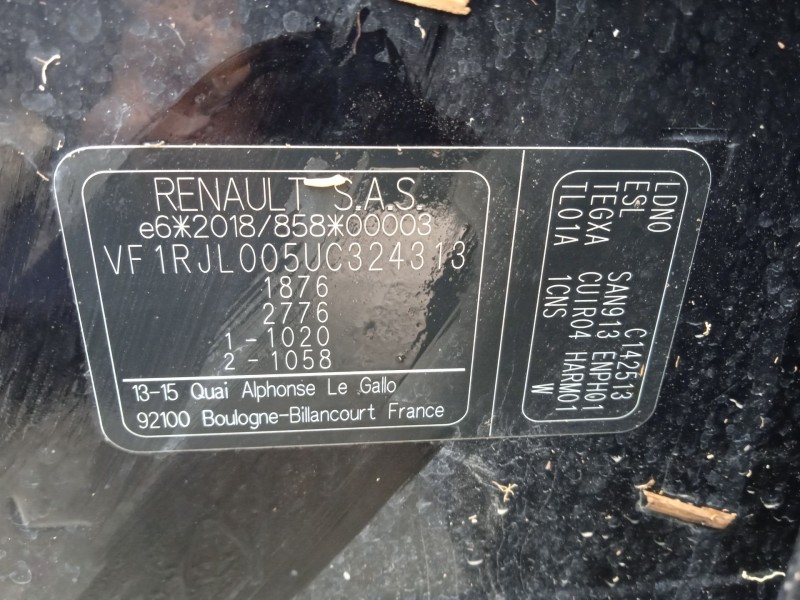 RENAULT S.A.S.
e6*2018/858*00003
VF1RJL005UC324313
1876
2776
1 - 1020
2 - 1058
13-15 Quai Alphonse Le Gallo
92100 Boulogne-Billancourt France
LDN0 C142513
ESL SAN913 ENPH01
TEGXA CUIR04 HARM01
TL01A 1CNS W